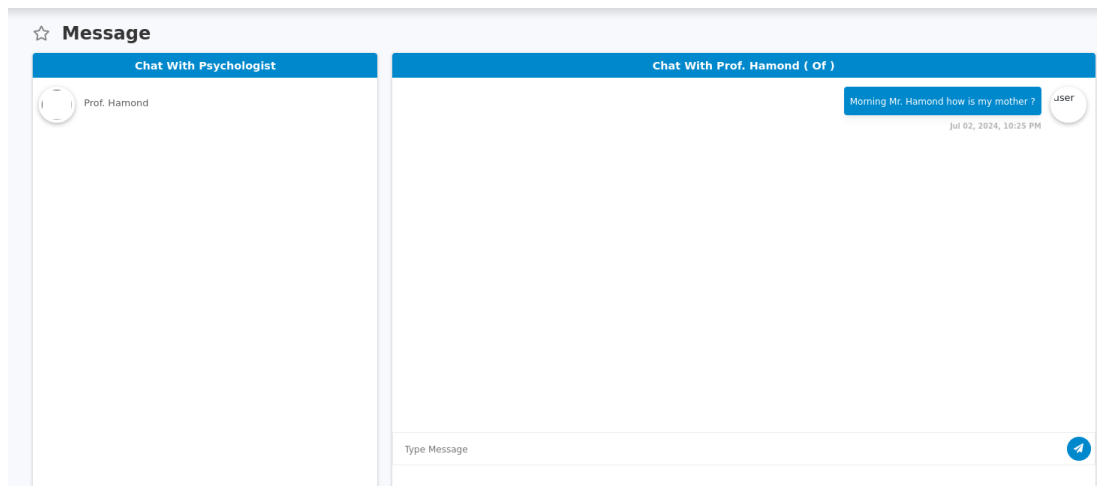 Message
Chat With Psychologist
Prof. Hamond
Chat With Prof. Hamond ( Of )
Morning Mr. Hamond how is my mother ?
user
Jul 02, 2024, 10:25 PM
Type Message